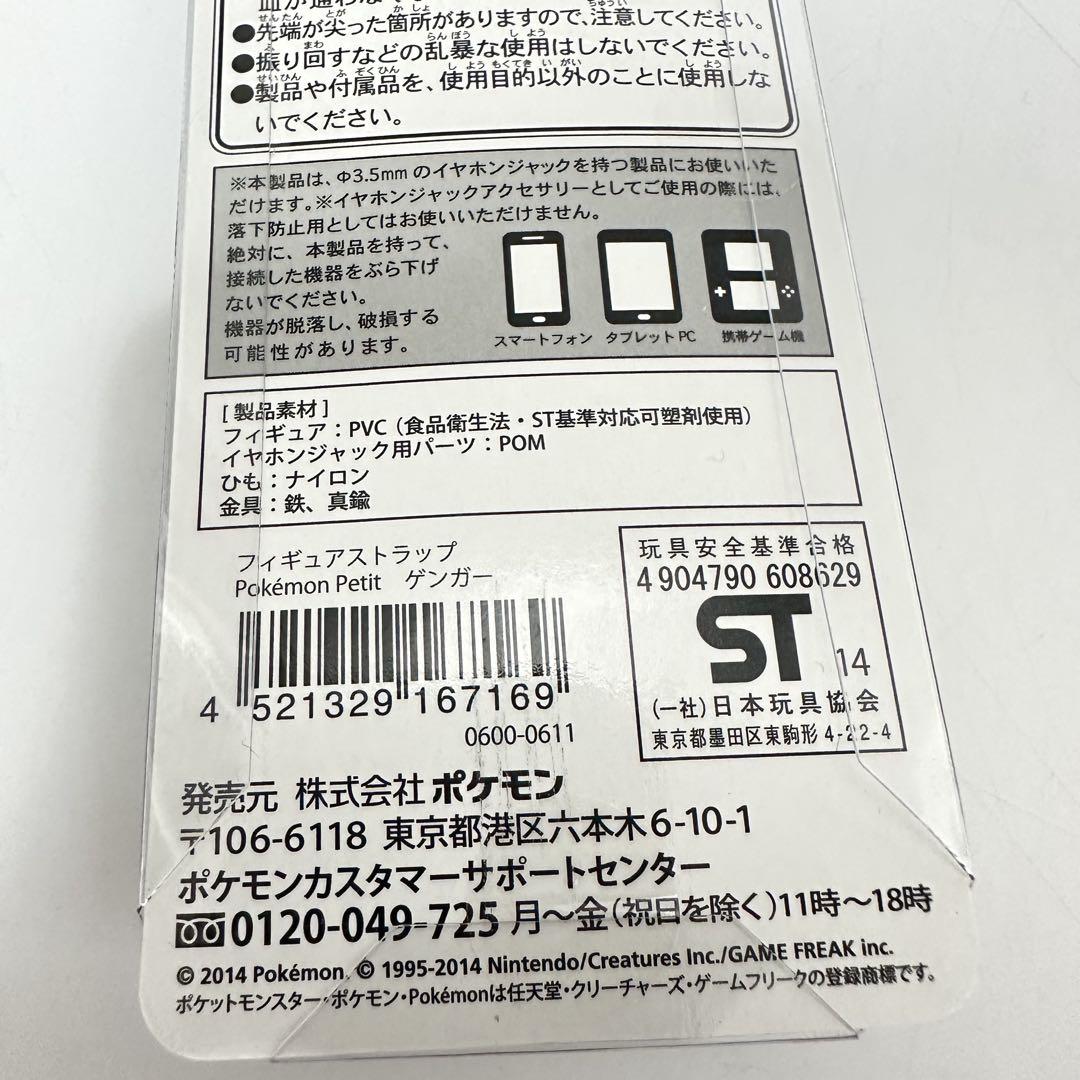 ●先端が尖った箇所がありますので、注意してください。
●振り回すなどの乱暴な使用はしないでください。
●製品や付属品を、使用目的以外のことに使用しな
いでください。
※本製品は、Φ3.5mmのイヤホンジャックを持つ製品にお使いいた
だけます。※イヤホンジャックアクセサリーとしてご使用の際には、
落下防止用としてはお使いいただけません。
絶対に、本製品を持って、
接続した機器をぶら下げ
ないでください。
機器が脱落し、破損する
可能性があります。
スマートフォン タブレットPC 携帯ゲーム機
[製品素材]
フィギュア：PVC（食品衛生法・ST基準対応可塑剤使用）
イヤホンジャック用パーツ：POM
ひも：ナイロン
金具：鉄、真鍮
フィギュアストラップ
Pokémon Petit ゲンガー
4 521329 167169
0600-0611
玩具安全基準合格
4 904790 608629
ST 14
(一社)日本玩具協会
東京都墨田区東駒形 4-22-4
発売元 株式会社 ポケモン
〒106-6118 東京都港区六本木6-10-1
ポケモンカスタマーサポートセンター
0120-049-725 月〜金(祝日を除く)11時〜18時
© 2014 Pokémon. © 1995-2014 Nintendo/Creatures Inc./GAME FREAK inc.
ポケットモンスター・ポケモン・Pokémonは任天堂・クリーチャーズ・ゲームフリークの登録商標です。